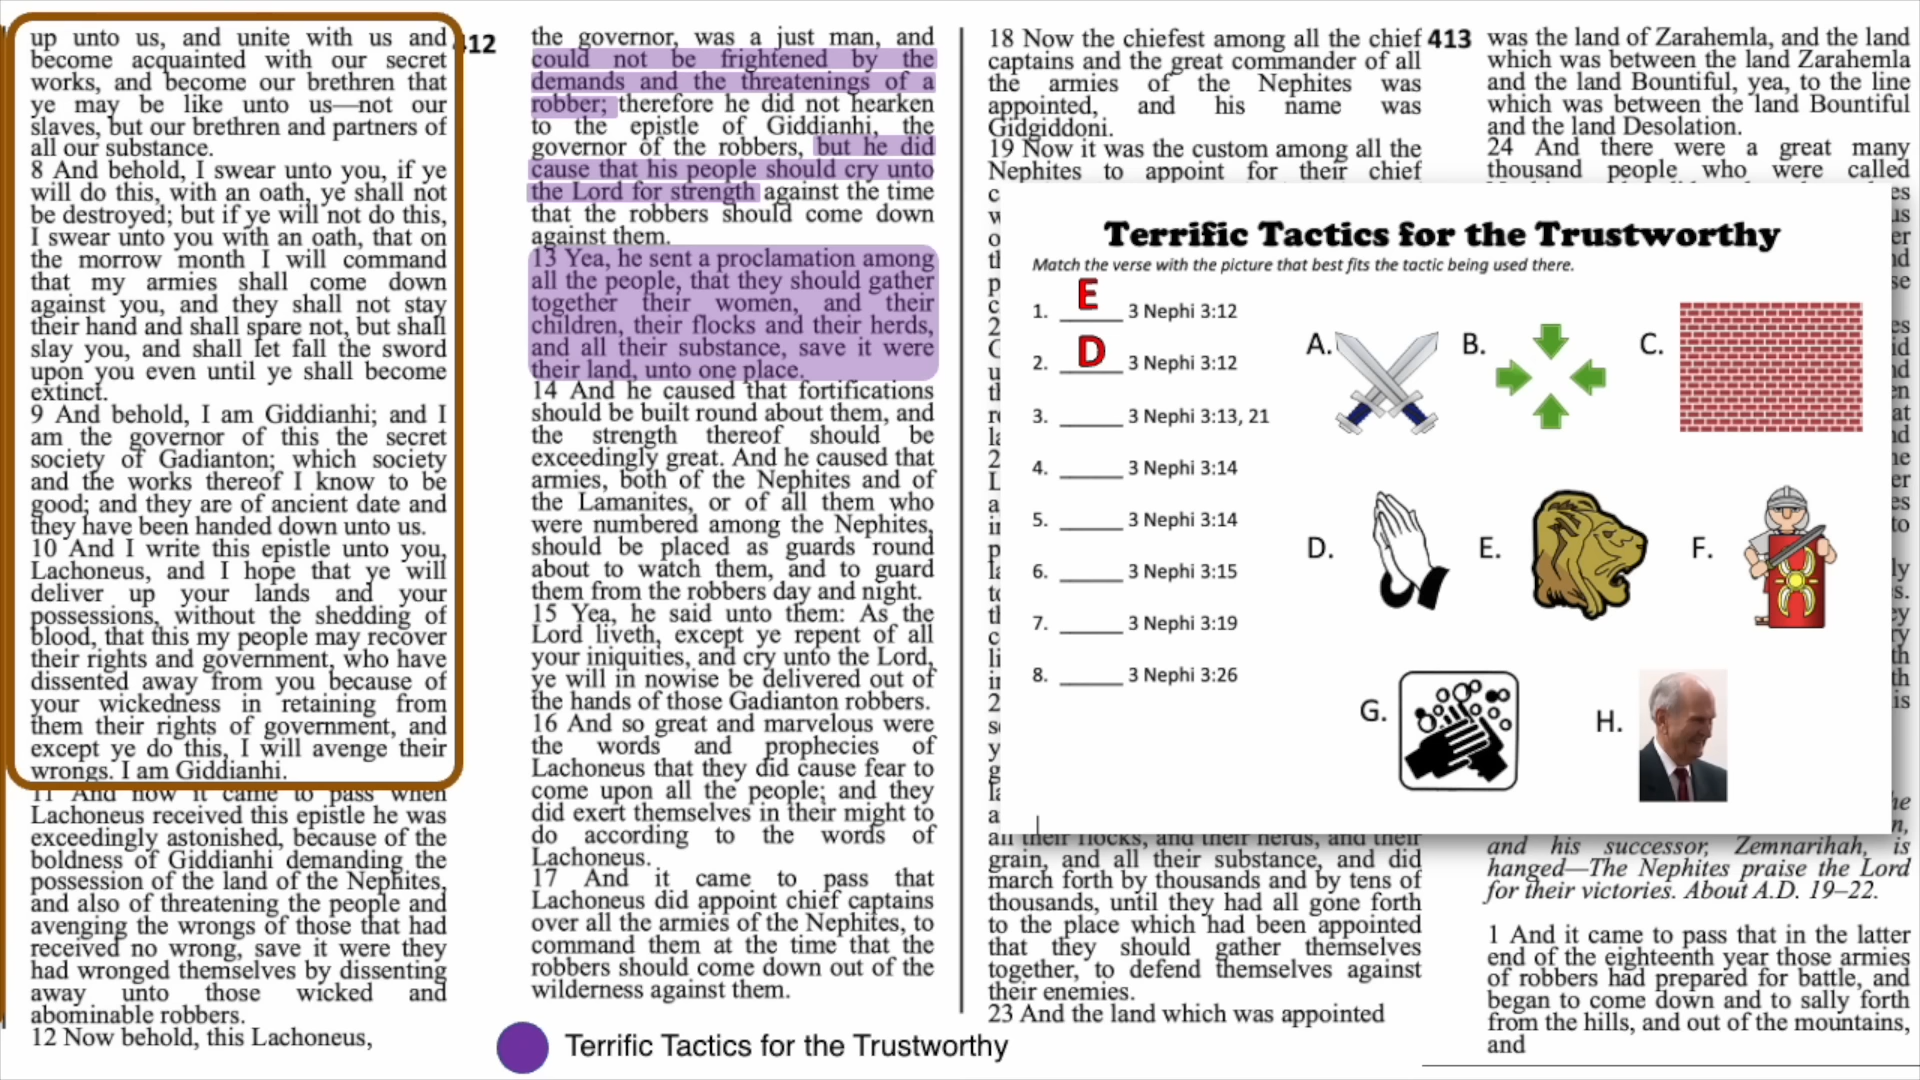 up unto us, and unite with us and
become acquainted with our secret
works, and become our brethren that
ye may be like unto us—not our
slaves, but our brethren and partners of
all our substance.
8 And behold, I swear unto you, if ye
will do this, with an oath, ye shall not
be destroyed; but if ye will not do this,
I swear unto you with an oath, that on
the morrow month I will command
that my armies shall come down
against you, and they shall not stay
their hand and shall spare not, but shall
slay you, and shall let fall the sword
upon you even until ye shall become
extinct.
9 And behold, I am Giddianhi; and I
am the governor of this the secret
society of Gadianton; which society
and the works thereof I know to be
good; and they are of ancient date and
they have been handed down unto us.
10 And I write this epistle unto you,
Lachoneus, and I hope that ye will
deliver up your lands and your
possessions, without the shedding of
blood, that this my people may recover
their rights and government, who have
dissented away from you because of
your wickedness in retaining from
them their rights of government, and
except ye do this, I will avenge their
wrongs. I am Giddianhi.
11 And now it came to pass when
Lachoneus received this epistle he was
exceedingly astonished, because of the
boldness of Giddianhi demanding the
possession of the land of the Nephites,
and also of threatening the people and
avenging the wrongs of those that had
received no wrong, save it were they
had wronged themselves by dissenting
away unto those wicked and
abominable robbers.
12 Now behold, this Lachoneus,
412
the governor, was a just man, and
could not be frightened by the
demands and the threatenings of a
robber; therefore he did not hearken
to the epistle of Giddianhi, the
governor of the robbers, but he did
cause that his people should cry unto
the Lord for strength against the time
that the robbers should come down
against them.
13 Yea, he sent a proclamation among
all the people, that they should gather
together their women, and their
children, their flocks and their herds,
and all their substance, save it were
their land, unto one place.
14 And he caused that fortifications
should be built round about them, and
the strength thereof should be
exceedingly great. And he caused that
armies, both of the Nephites and of
the Lamanites, or of all them who
were numbered among the Nephites,
should be placed as guards round
about to watch them, and to guard
them from the robbers day and night.
15 Yea, he said unto them: As the
Lord liveth, except ye repent of all
your iniquities, and cry unto the Lord,
ye will in nowise be delivered out of
the hands of those Gadianton robbers.
16 And so great and marvelous were
the words and prophecies of
Lachoneus that they did cause fear to
come upon all the people; and they
did exert themselves in their might to
do according to the words of
Lachoneus.
17 And it came to pass that
Lachoneus did appoint chief captains
over all the armies of the Nephites, to
command them at the time that the
robbers should come down out of the
wilderness against them.
Terrific Tactics for the Trustworthy
18 Now the chiefest among all the chief
captains and the great commander of all
the armies of the Nephites was
appointed, and his name was
Gidgiddoni.
19 Now it was the custom among all the
Nephites to appoint for their chief
all their flocks, and their herds, and their
grain, and all their substance, and did
march forth by thousands and by tens of
thousands, until they had all gone forth
to the place which had been appointed
that they should gather themselves
together, to defend themselves against
their enemies.
23 And the land which was appointed
413
was the land of Zarahemla, and the land
which was between the land Zarahemla
and the land Bountiful, yea, to the line
which was between the land Bountiful
and the land Desolation.
24 And there were a great many
thousand people who were called
and his successor, Zemnarihah, is
hanged—The Nephites praise the Lord
for their victories. About A.D. 19–22.
1 And it came to pass that in the latter
end of the eighteenth year those armies
of robbers had prepared for battle, and
began to come down and to sally forth
from the hills, and out of the mountains,
and
Terrific Tactics for the Trustworthy
Match the verse with the picture that best fits the tactic being used there.
1. E 3 Nephi 3:12
2. D 3 Nephi 3:12
3. ______ 3 Nephi 3:13, 21
4. ______ 3 Nephi 3:14
5. ______ 3 Nephi 3:14
6. ______ 3 Nephi 3:15
7. ______ 3 Nephi 3:19
8. ______ 3 Nephi 3:26
A. B. C.
D. E. F.
G. H.